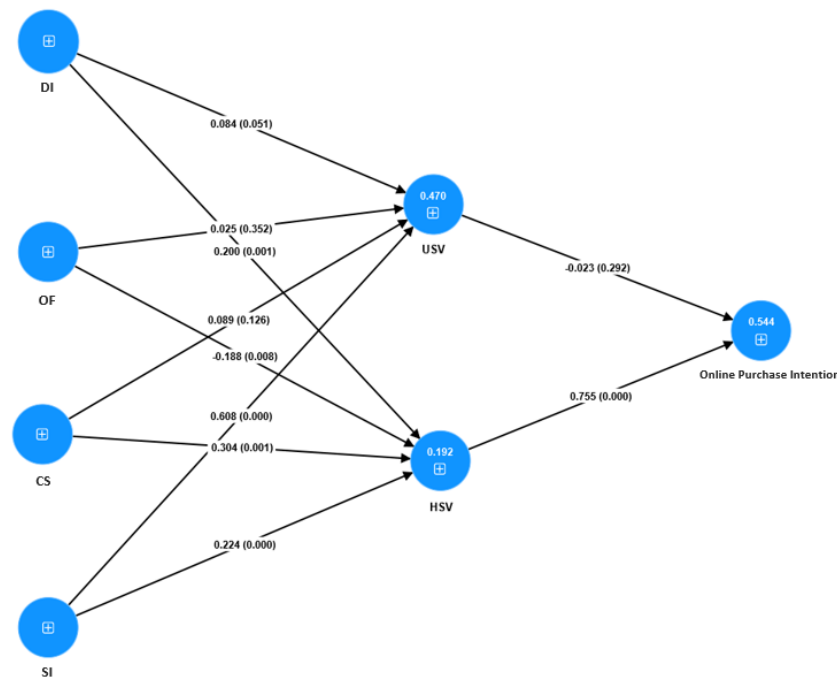 DI
0.084 (0.051)
0.470
USV
0.025 (0.352)
0.200 (0.001)
OF
-0.023 (0.292)
0.089 (0.126)
0.544
-0.188 (0.008)
Online Purchase Intention
0.755 (0.000)
0.608 (0.000)
CS
0.304 (0.001)
0.192
HSV
0.224 (0.000)
SI